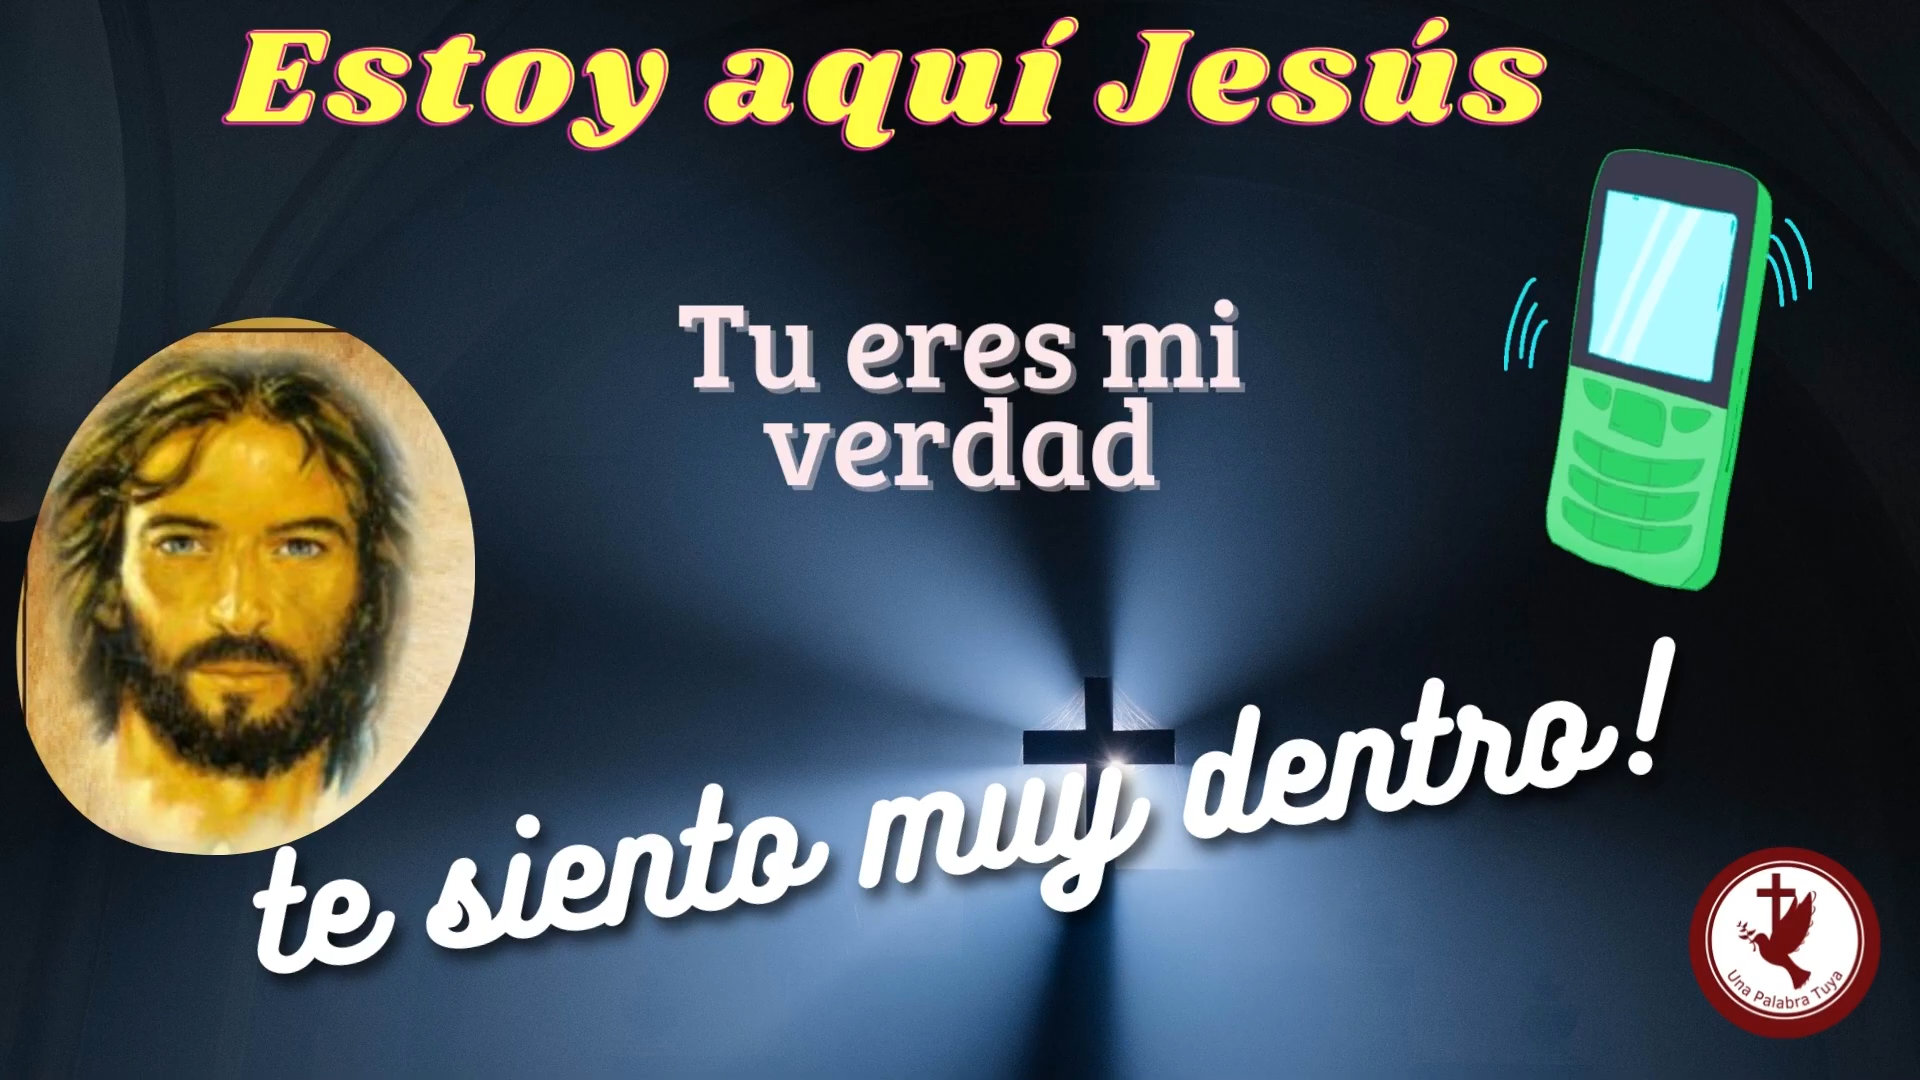 Estoy aquí Jesús
Tu eres mi
verdad
te siento muy dentro!
Una Palabra Tuya